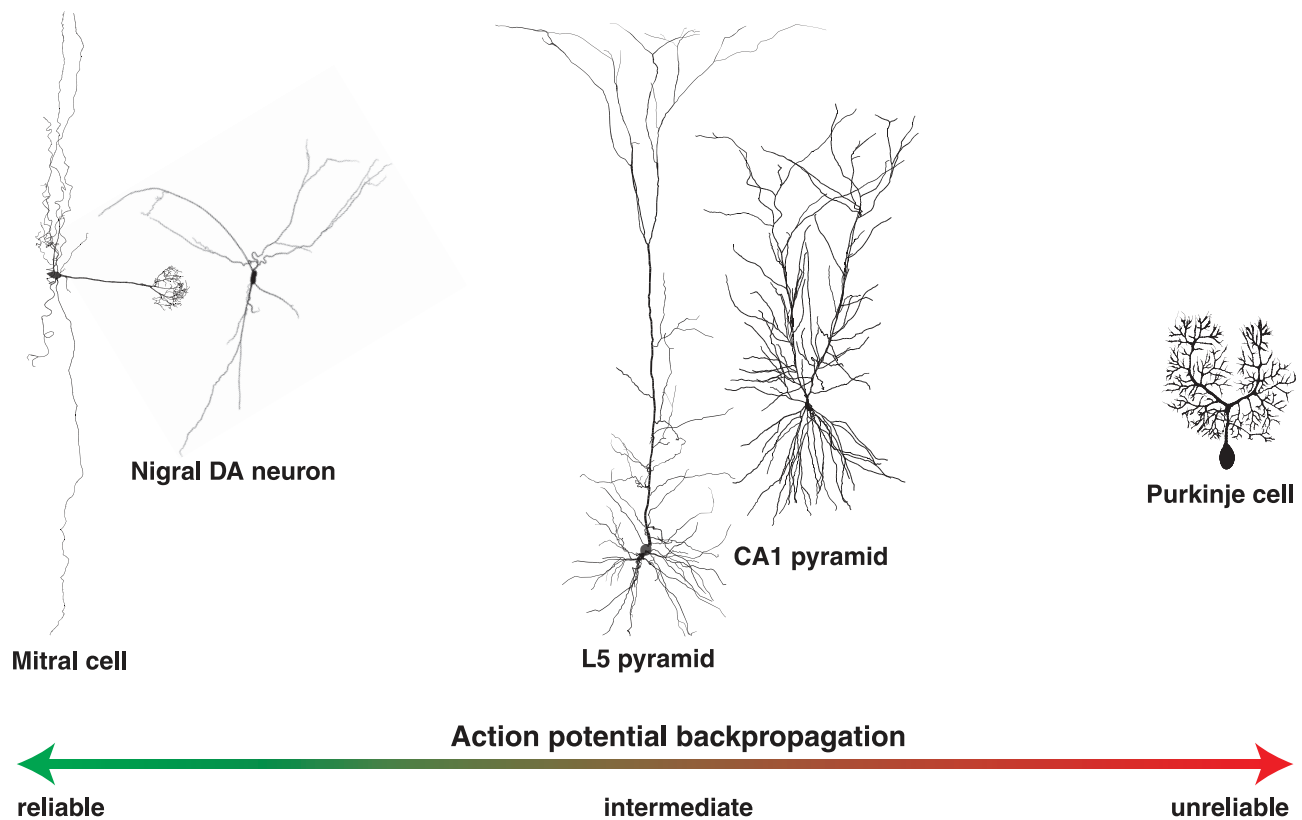 Nigral DA neuron
Purkinje cell
CA1 pyramid
Mitral cell
L5 pyramid
Action potential backpropagation
reliable
intermediate
unreliable